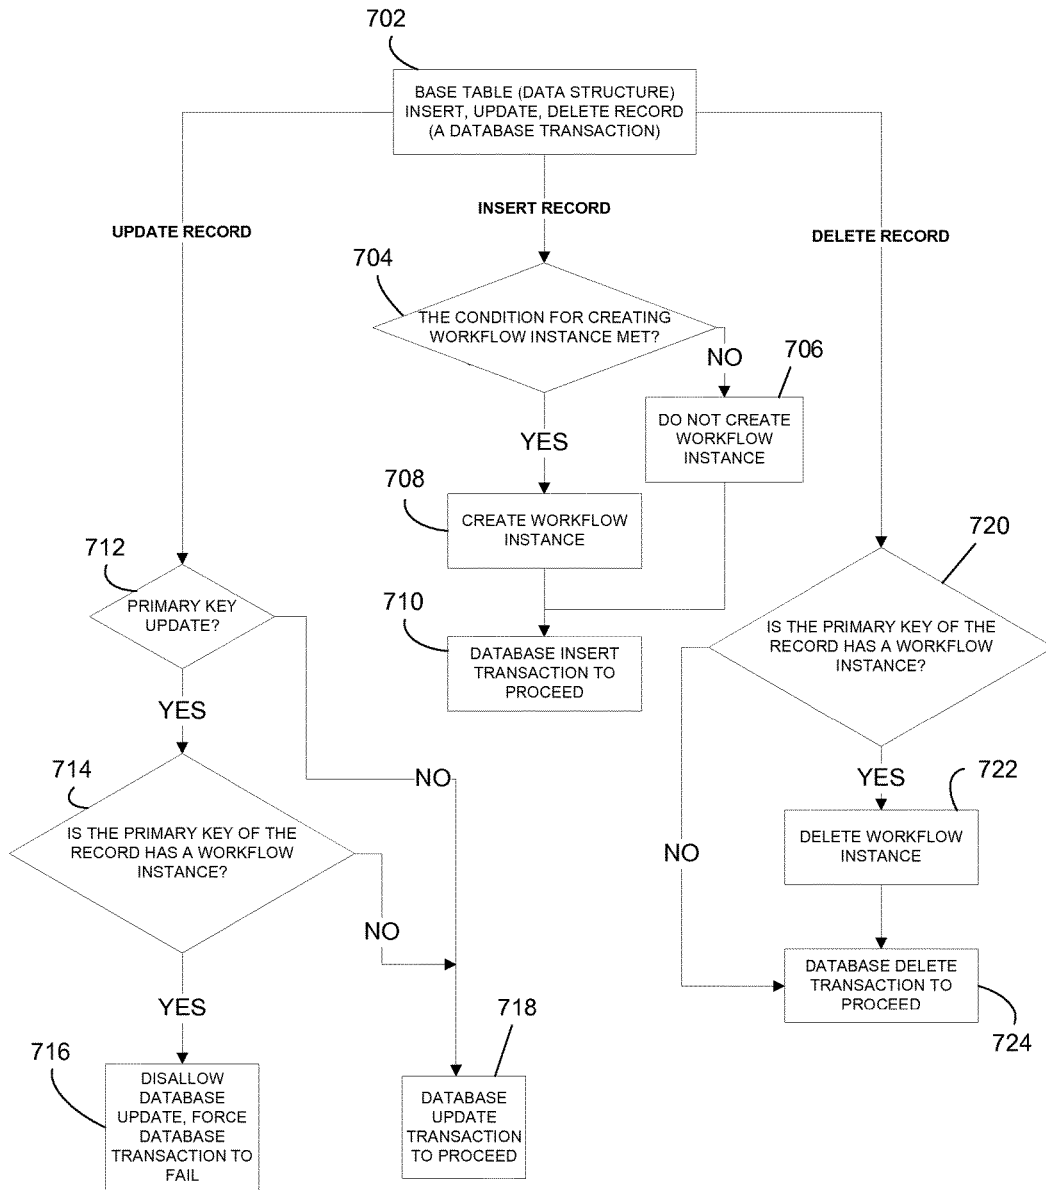 702
BASE TABLE (DATA STRUCTURE)
INSERT, UPDATE, DELETE RECORD
(A DATABASE TRANSACTION)
INSERT RECORD
UPDATE RECORD
DELETE RECORD
704
THE CONDITION FOR CREATING
WORKFLOW INSTANCE MET?
NO
706
DO NOT CREATE
WORKFLOW
INSTANCE
YES
708
CREATE WORKFLOW
INSTANCE
710
DATABASE INSERT
TRANSACTION TO
PROCEED
712
PRIMARY KEY
UPDATE?
YES
NO
714
IS THE PRIMARY KEY OF THE
RECORD HAS A WORKFLOW
INSTANCE?
NO
YES
716
DISALLOW
DATABASE
UPDATE, FORCE
DATABASE
TRANSACTION TO
FAIL
718
DATABASE
UPDATE
TRANSACTION
TO PROCEED
720
IS THE PRIMARY KEY OF THE
RECORD HAS A WORKFLOW
INSTANCE?
YES
722
DELETE WORKFLOW
INSTANCE
NO
DATABASE DELETE
TRANSACTION TO
PROCEED
724